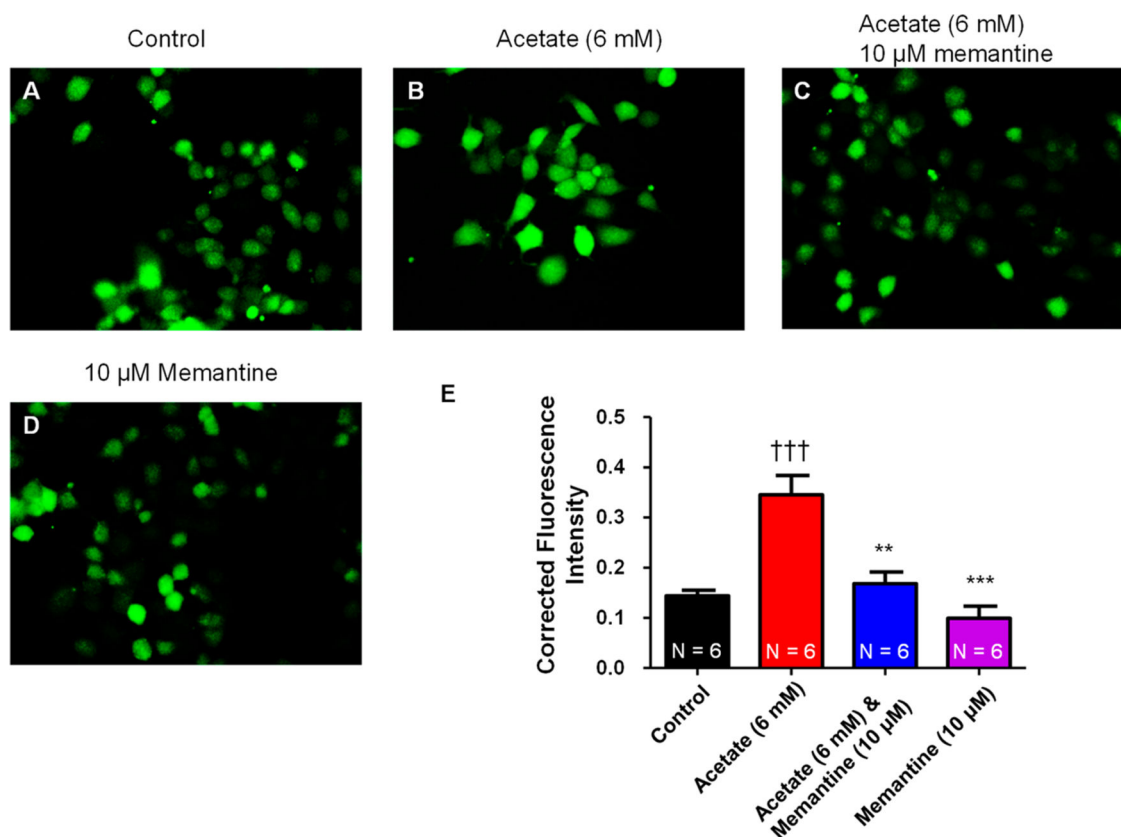 Control
Acetate (6 mM)
Acetate (6 mM)
10 µM memantine
A
B
C
10 µM Memantine
D
E
Corrected Fluorescence
Intensity
0.5
0.4
0.3
0.2
0.1
0.0
†††
**
***
N = 6
N = 6
N = 6
N = 6
Control
Acetate (6 mM)
Acetate (6 mM) &
Memantine (10 µM)
Memantine (10 µM)